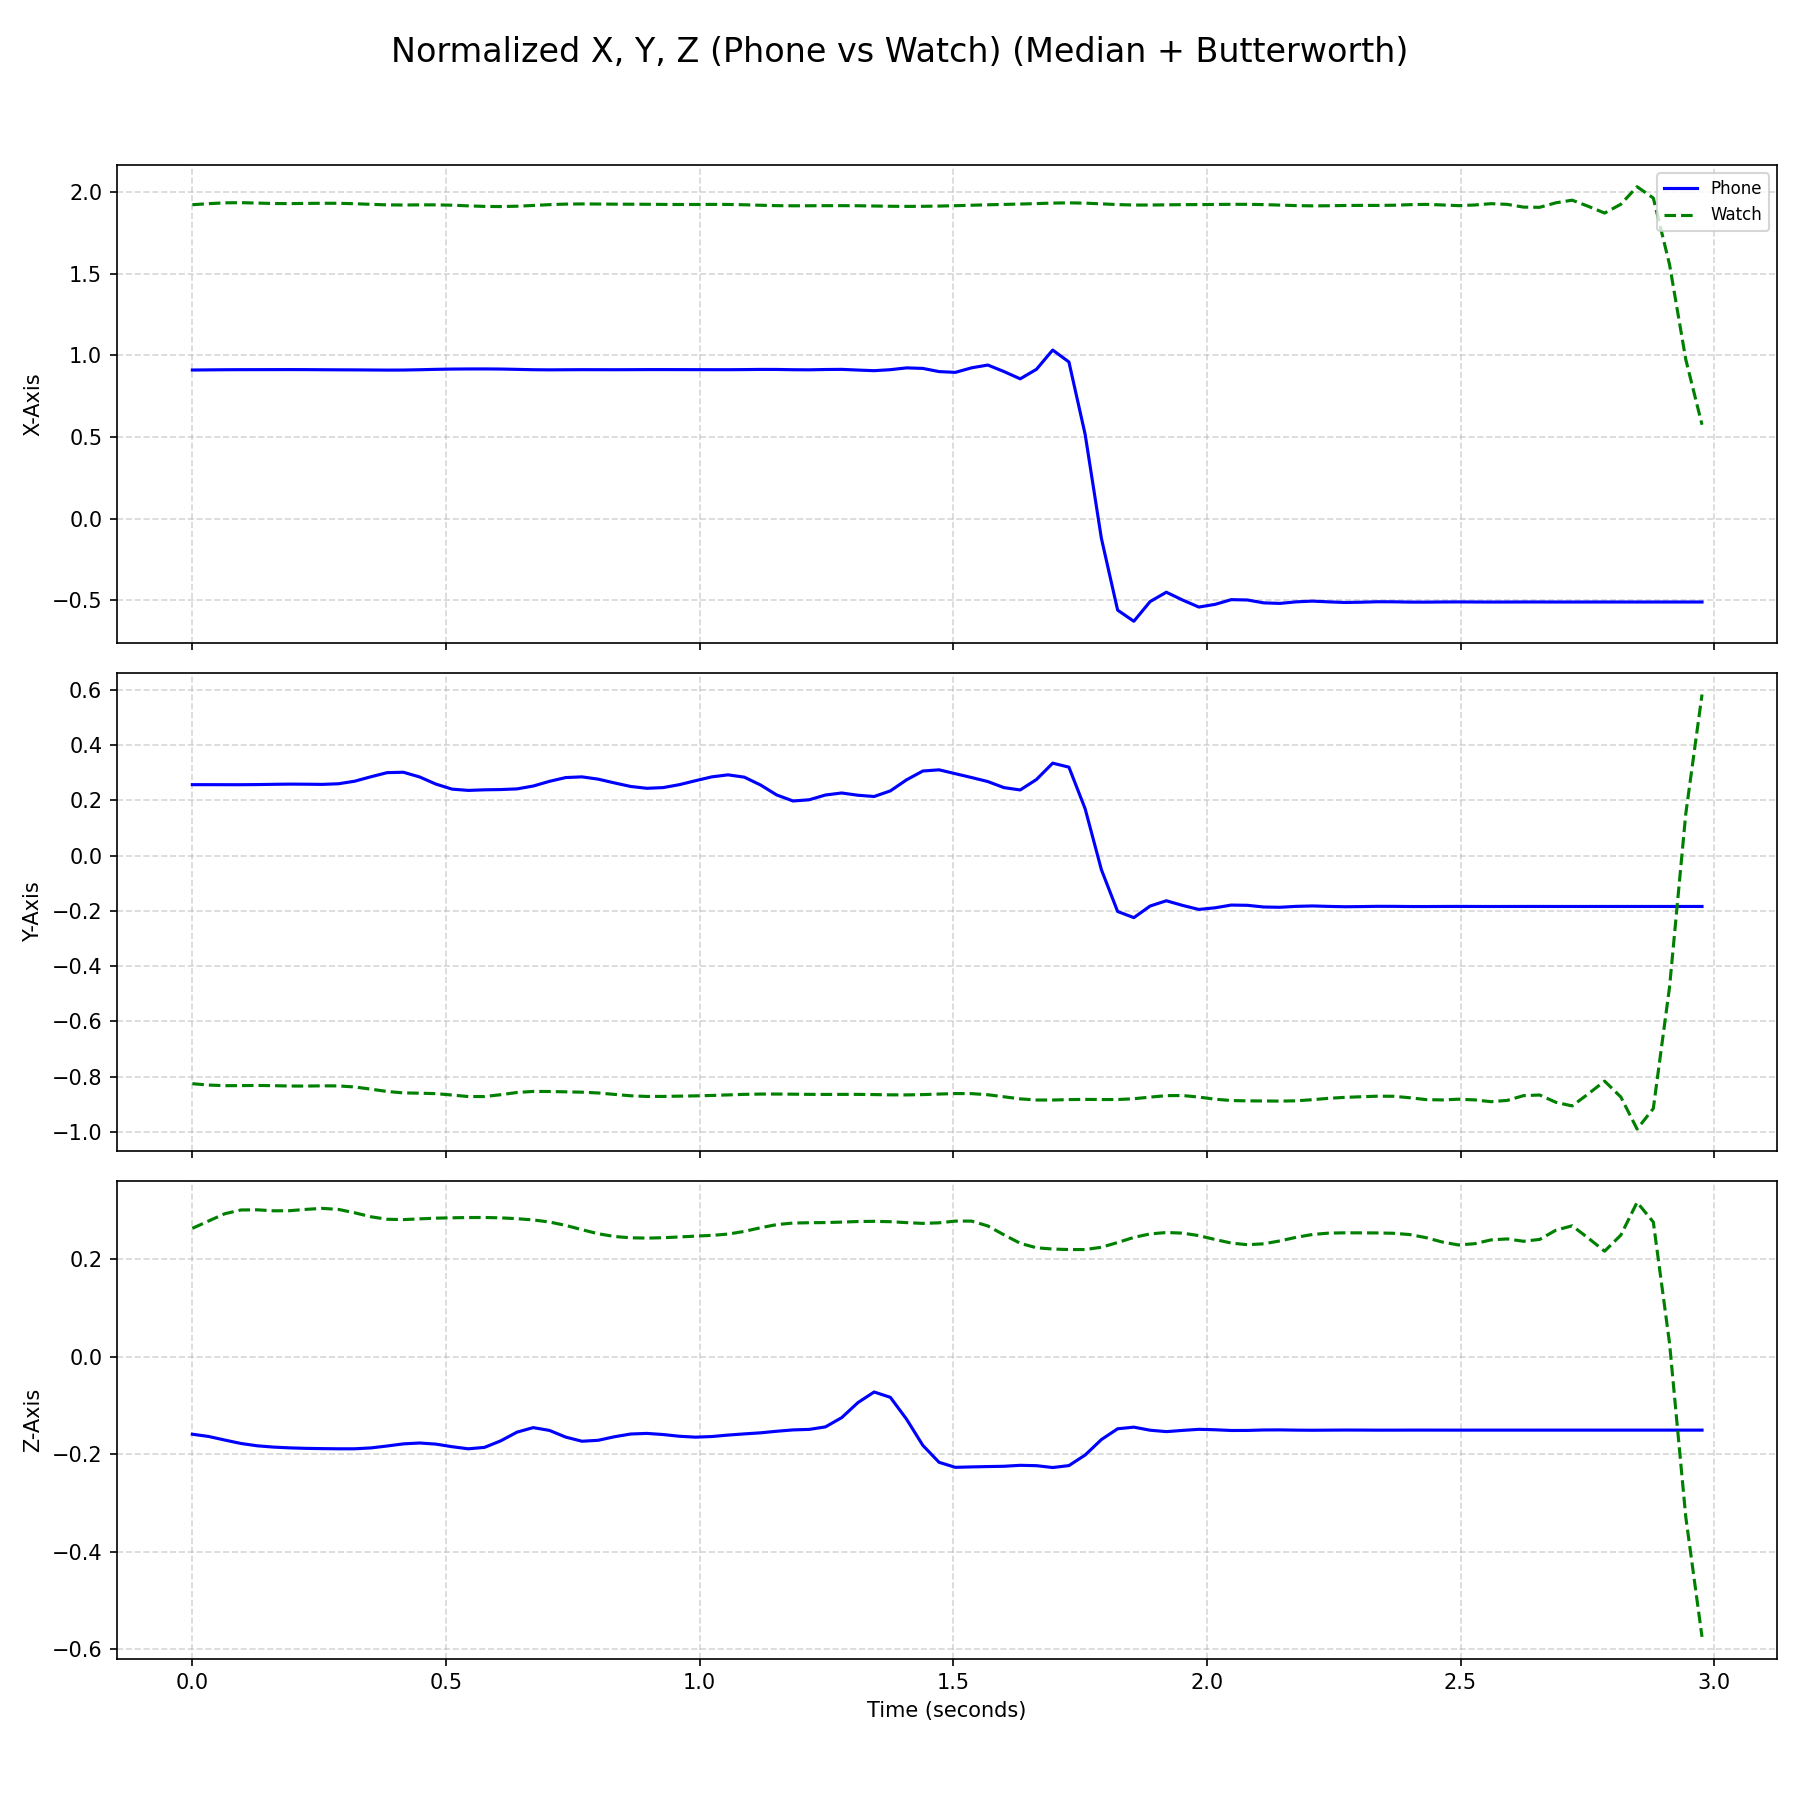 Normalized X, Y, Z (Phone vs Watch) (Median + Butterworth)
Phone
Watch
2.0
1.5
1.0
0.5
0.0
−0.5
X-Axis
0.6
0.4
0.2
0.0
−0.2
−0.4
−0.6
−0.8
−1.0
Y-Axis
0.2
0.0
−0.2
−0.4
−0.6
Z-Axis
0.0 0.5 1.0 1.5 2.0 2.5 3.0
Time (seconds)